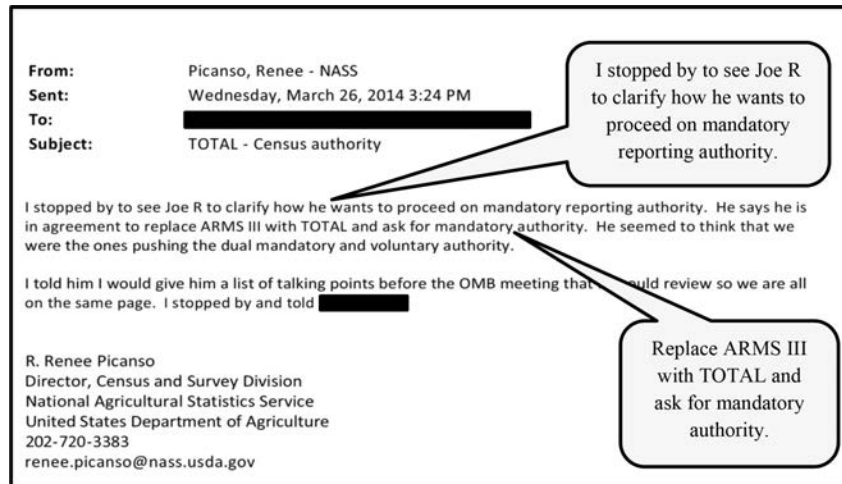 From: Picanso, Renee - NASS
Sent: Wednesday, March 26, 2014 3:24 PM
To:
Subject: TOTAL - Census authority
I stopped by to see Joe R
to clarify how he wants to
proceed on mandatory
reporting authority.
I stopped by to see Joe R to clarify how he wants to proceed on mandatory reporting authority. He says he is
in agreement to replace ARMS III with TOTAL and ask for mandatory authority. He seemed to think that we
were the ones pushing the dual mandatory and voluntary authority.
I told him I would give him a list of talking points before the OMB meeting that could review so we are all
on the same page. I stopped by and told
Replace ARMS III
with TOTAL and
ask for mandatory
authority.
R. Renee Picanso
Director, Census and Survey Division
National Agricultural Statistics Service
United States Department of Agriculture
202-720-3383
renee.picanso@nass.usda.gov